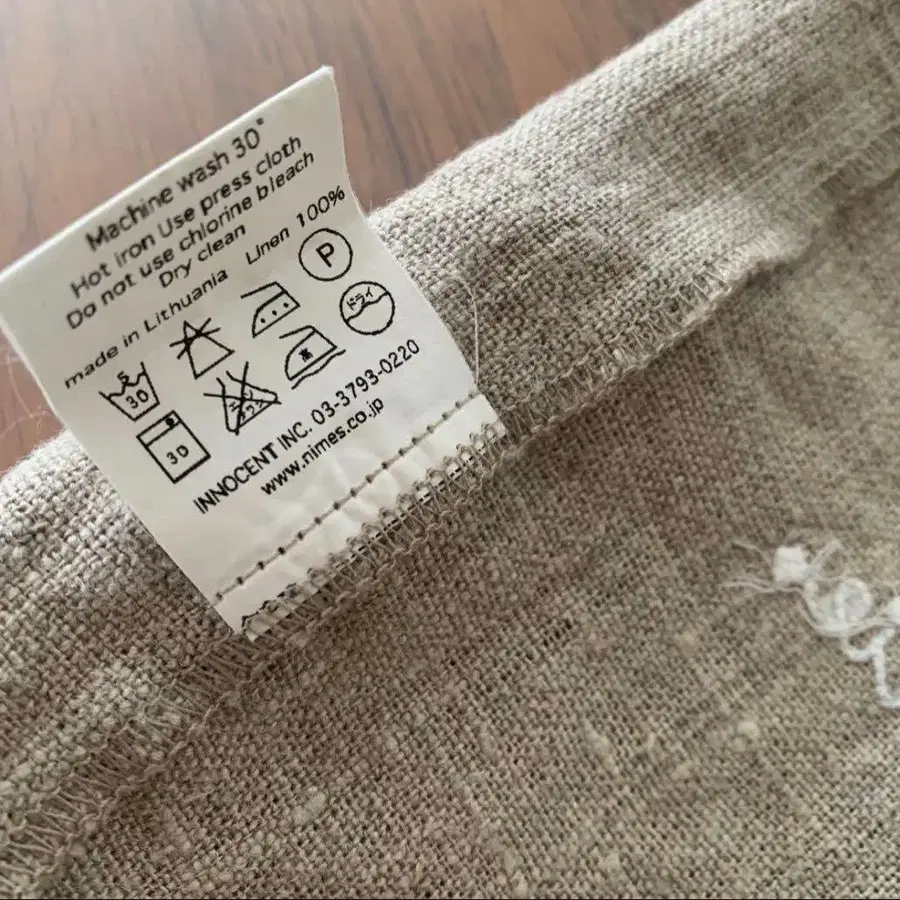 Machine wash 30°
Hot iron Use press cloth
Do not use chlorine bleach
Dry clean
made in Lithuania Linen 100%
P
5
30
ドライ
30
INNOCENT INC. 03-3793-0220
www.nimes.co.jp